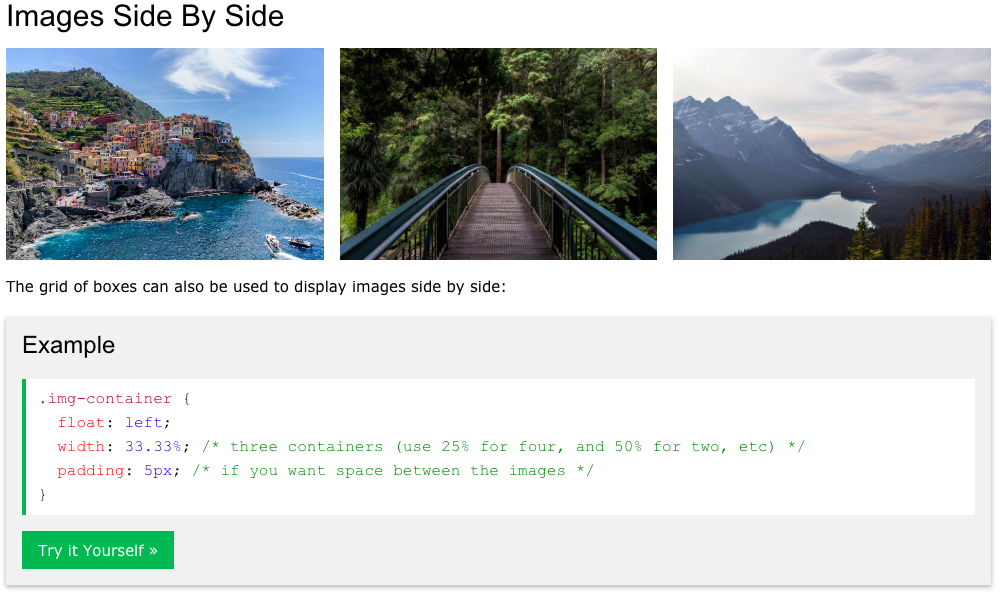 Images Side By Side
The grid of boxes can also be used to display images side by side:
Example
.img-container {
  float: left;
  width: 33.33%; /* three containers (use 25% for four, and 50% for two, etc) */
  padding: 5px; /* if you want space between the images */
}
Try it Yourself »